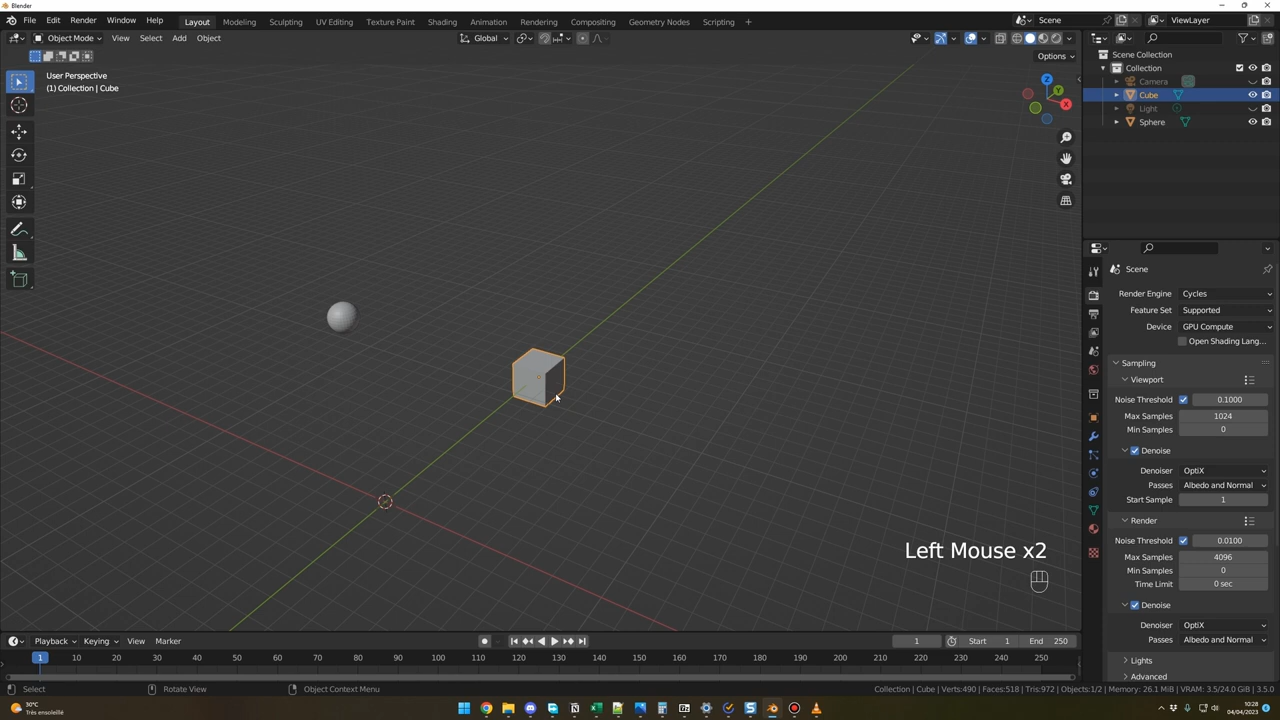 Blender
File Edit Render Window Help Layout Modeling Sculpting UV Editing Texture Paint Shading Animation Rendering Compositing Geometry Nodes Scripting + Scene ViewLayer
Object Mode View Select Add Object Global
Options
User Perspective
(1) Collection | Cube
Z
Y
X
Scene Collection
Collection
Camera
Cube
Light
Sphere
Scene
Render Engine Cycles
Feature Set Supported
Device GPU Compute
Open Shading Lang...
Sampling
Viewport
Noise Threshold 0.1000
Max Samples 1024
Min Samples 0
Denoise
Denoiser OptiX
Passes Albedo and Normal
Start Sample 1
Render
Noise Threshold 0.0100
Max Samples 4096
Min Samples 0
Time Limit 0 sec
Denoise
Denoiser OptiX
Passes Albedo and Normal
Lights
Advanced
Left Mouse x2
Playback Keying View Marker 1 Start 1 End 250
1 10 20 30 40 50 60 70 80 90 100 110 120 130 140 150 160 170 180 190 200 210 220 230 240 250
Select Rotate View Object Context Menu Collection | Cube | Verts:490 | Faces:518 | Tris:972 | Objects:1/2 | Memory: 26.1 MiB | VRAM: 3.5/24.0 GiB | 3.5.0
30°C
Très ensoleillé
10:28
04/04/2023